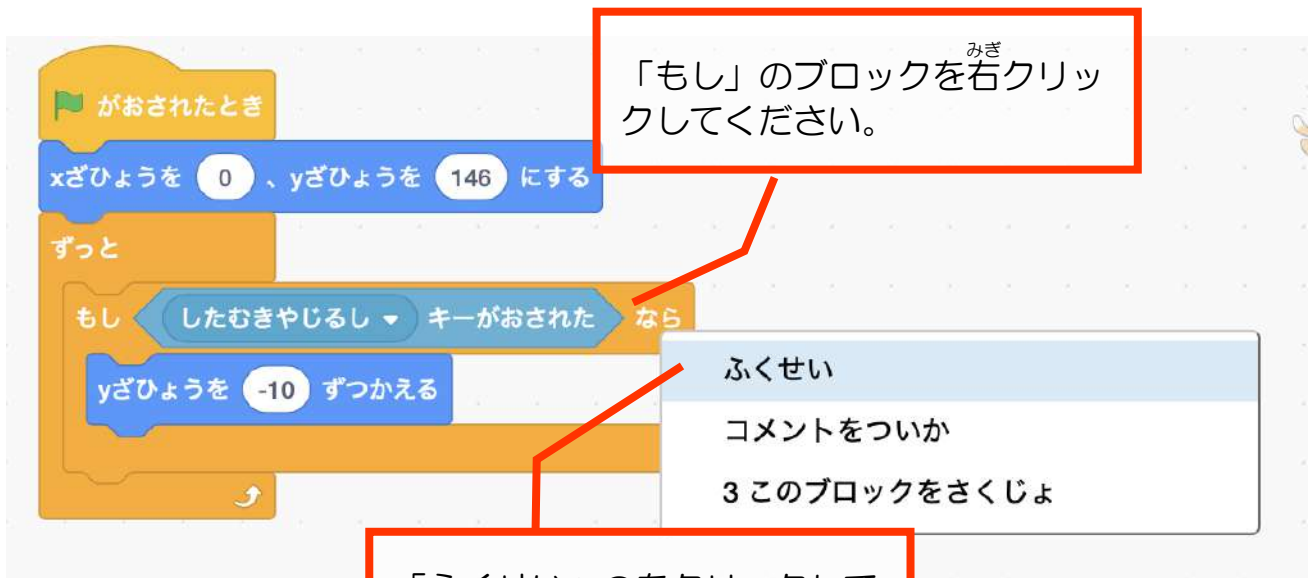 みぎ
「もし」のブロックを右クリッ
クしてください。
がおされたとき
xざひょうを 0 、yざひょうを 146 にする
ずっと
もし したむきやじるし キーがおされた なら
yざひょうを -10 ずつかえる
ふくせい
コメントをついか
3 このブロックをさくじょ